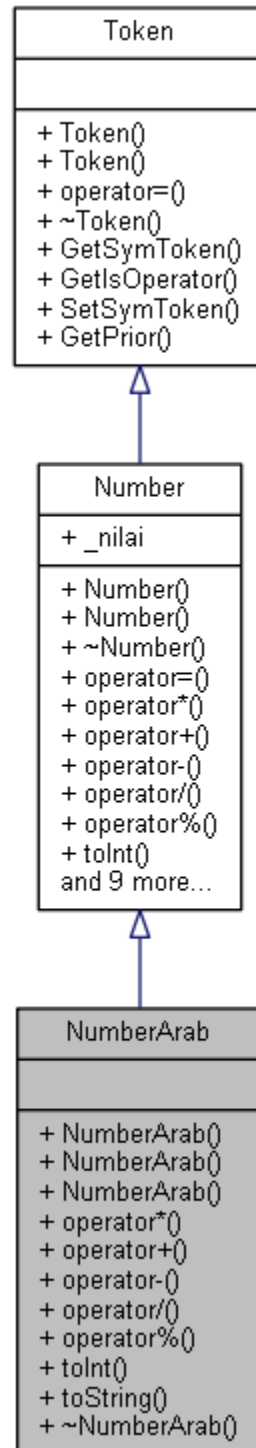 Token
+ Token()
+ Token()
+ operator=()
+ ~Token()
+ GetSymToken()
+ GetIsOperator()
+ SetSymToken()
+ GetPrior()
Number
+ _nilai
+ Number()
+ Number()
+ ~Number()
+ operator=()
+ operator*()
+ operator+()
+ operator-()
+ operator/()
+ operator%()
+ toInt()
and 9 more...
NumberArab
+ NumberArab()
+ NumberArab()
+ NumberArab()
+ operator*()
+ operator+()
+ operator-()
+ operator/()
+ operator%()
+ toInt()
+ toString()
+ ~NumberArab()